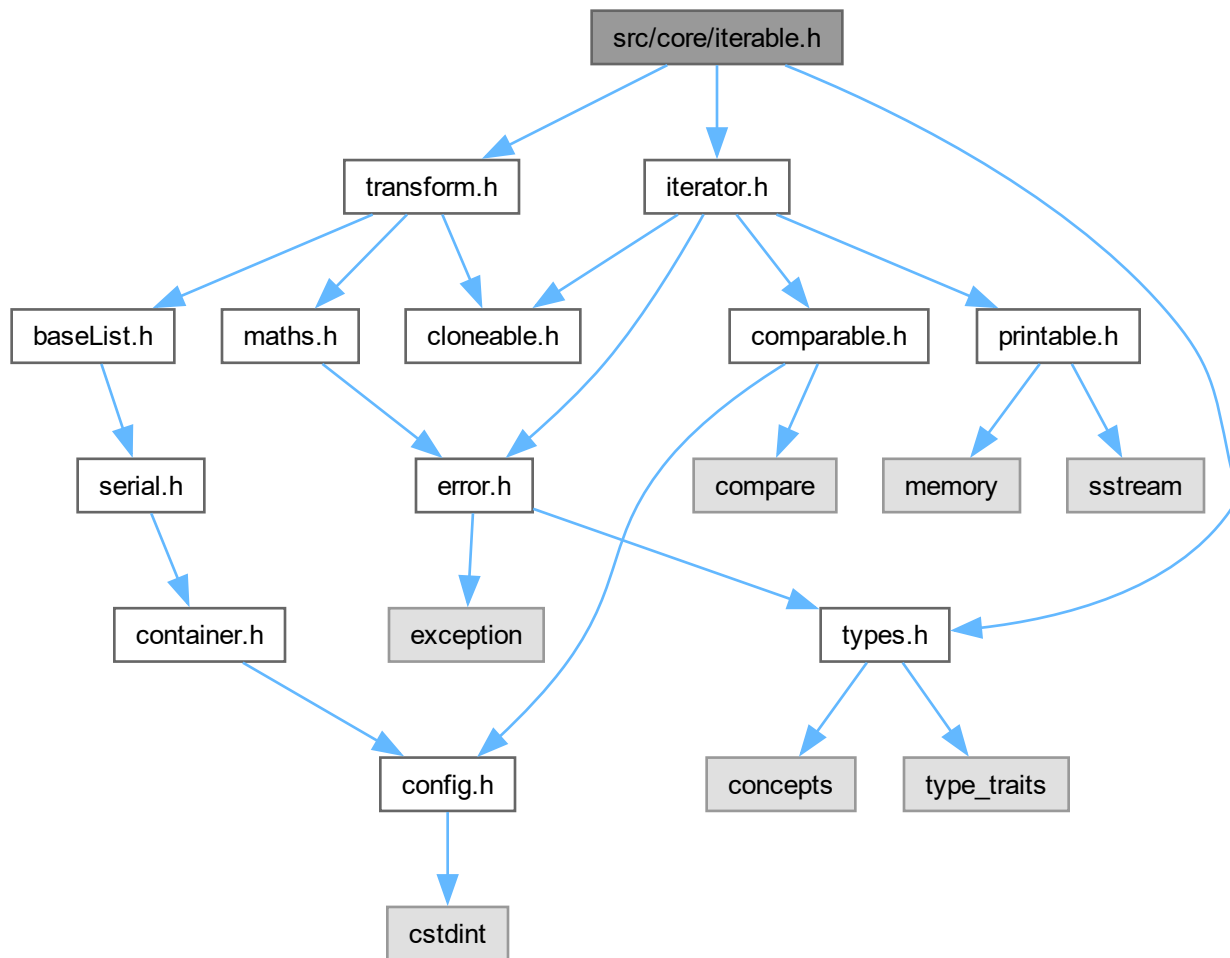 src/core/iterable.h
transform.h
iterator.h
baseList.h
maths.h
cloneable.h
comparable.h
printable.h
serial.h
error.h
compare
memory
sstream
container.h
exception
types.h
config.h
concepts
type_traits
cstdint